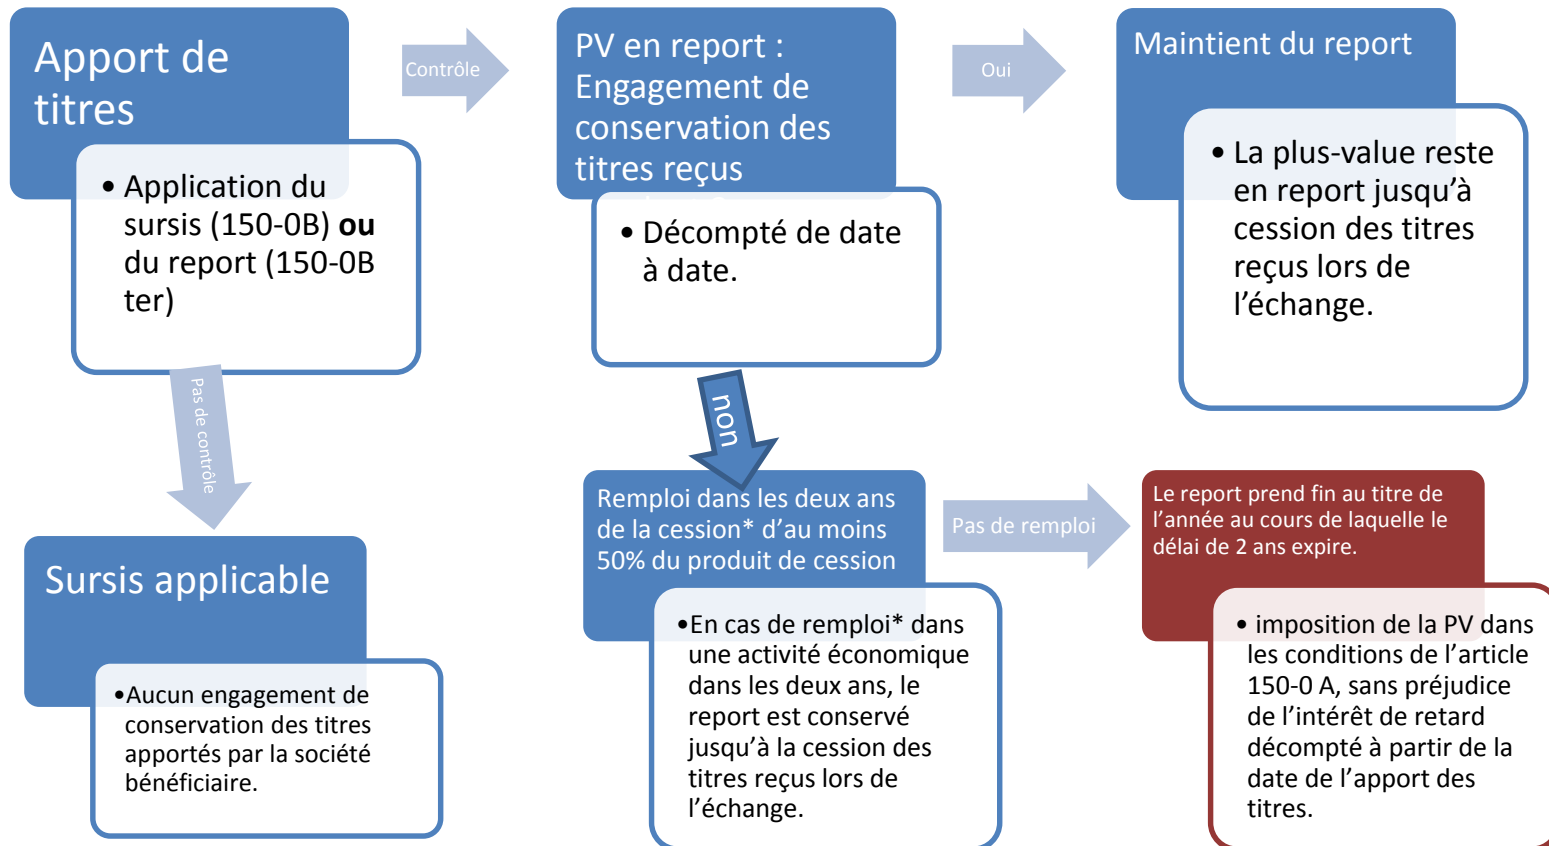 Apport de
titres
• Application du
sursis (150-0B) ou
du report (150-0B
ter)
Contrôle
PV en report :
Engagement de
conservation des
titres reçus
• Décompté de date
à date.
Oui
Maintient du report
• La plus-value reste
en report jusqu’à
cession des titres
reçus lors de
l’échange.
Pas de contrôle
non
Sursis applicable
•Aucun engagement de
conservation des titres
apportés par la société
bénéficiaire.
Remploi dans les deux ans
de la cession* d’au moins
50% du produit de cession
•En cas de remploi* dans
une activité économique
dans les deux ans, le
report est conservé
jusqu’à la cession des
titres reçus lors de
l’échange.
Pas de remploi
Le report prend fin au titre de
l’année au cours de laquelle le
délai de 2 ans expire.
• imposition de la PV dans
les conditions de l’article
150-0 A, sans préjudice
de l’intérêt de retard
décompté à partir de la
date de l’apport des
titres.